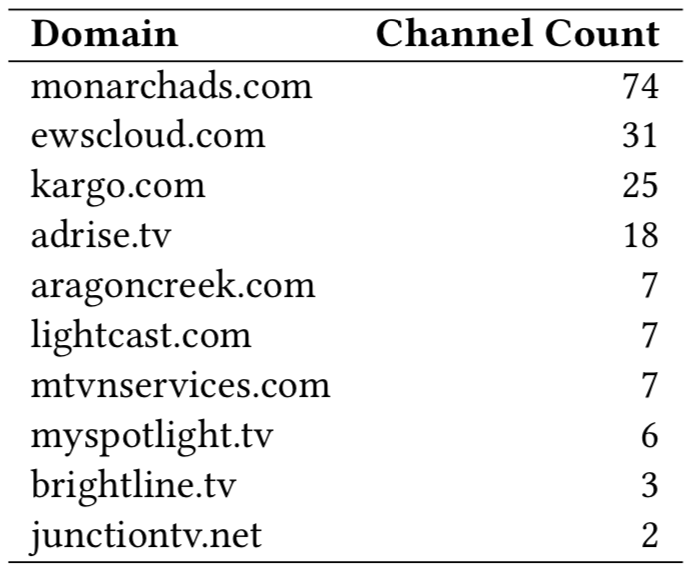 Domain Channel Count
monarchads.com 74
ewscloud.com 31
kargo.com 25
adrise.tv 18
aragoncreek.com 7
lightcast.com 7
mtvnservices.com 7
myspotlight.tv 6
brightline.tv 3
junctiontv.net 2